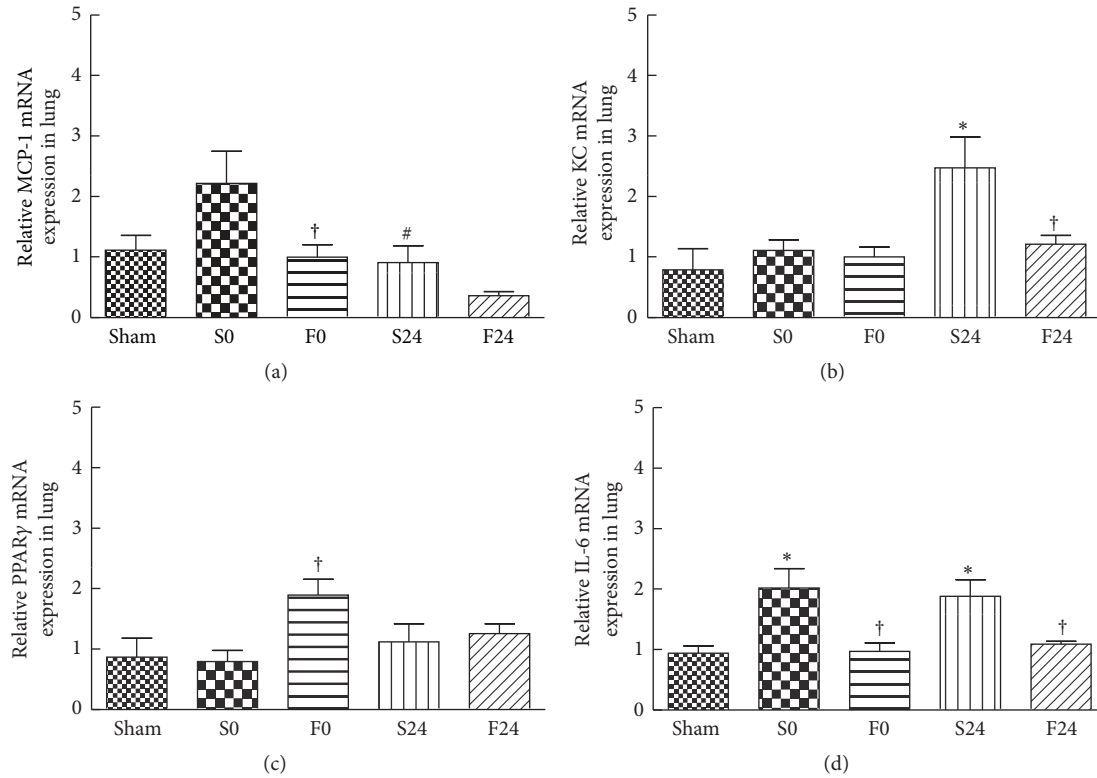 Relative MCP-1 mRNA
expression in lung
5
4
3
2
1
0
†
#
Sham S0 F0 S24 F24
(a)
Relative KC mRNA
expression in lung
5
4
3
2
1
0
*
†
Sham S0 F0 S24 F24
(b)
Relative PPARγ mRNA
expression in lung
5
4
3
2
1
0
†
Sham S0 F0 S24 F24
(c)
Relative IL-6 mRNA
expression in lung
5
4
3
2
1
0
* *
† †
Sham S0 F0 S24 F24
(d)